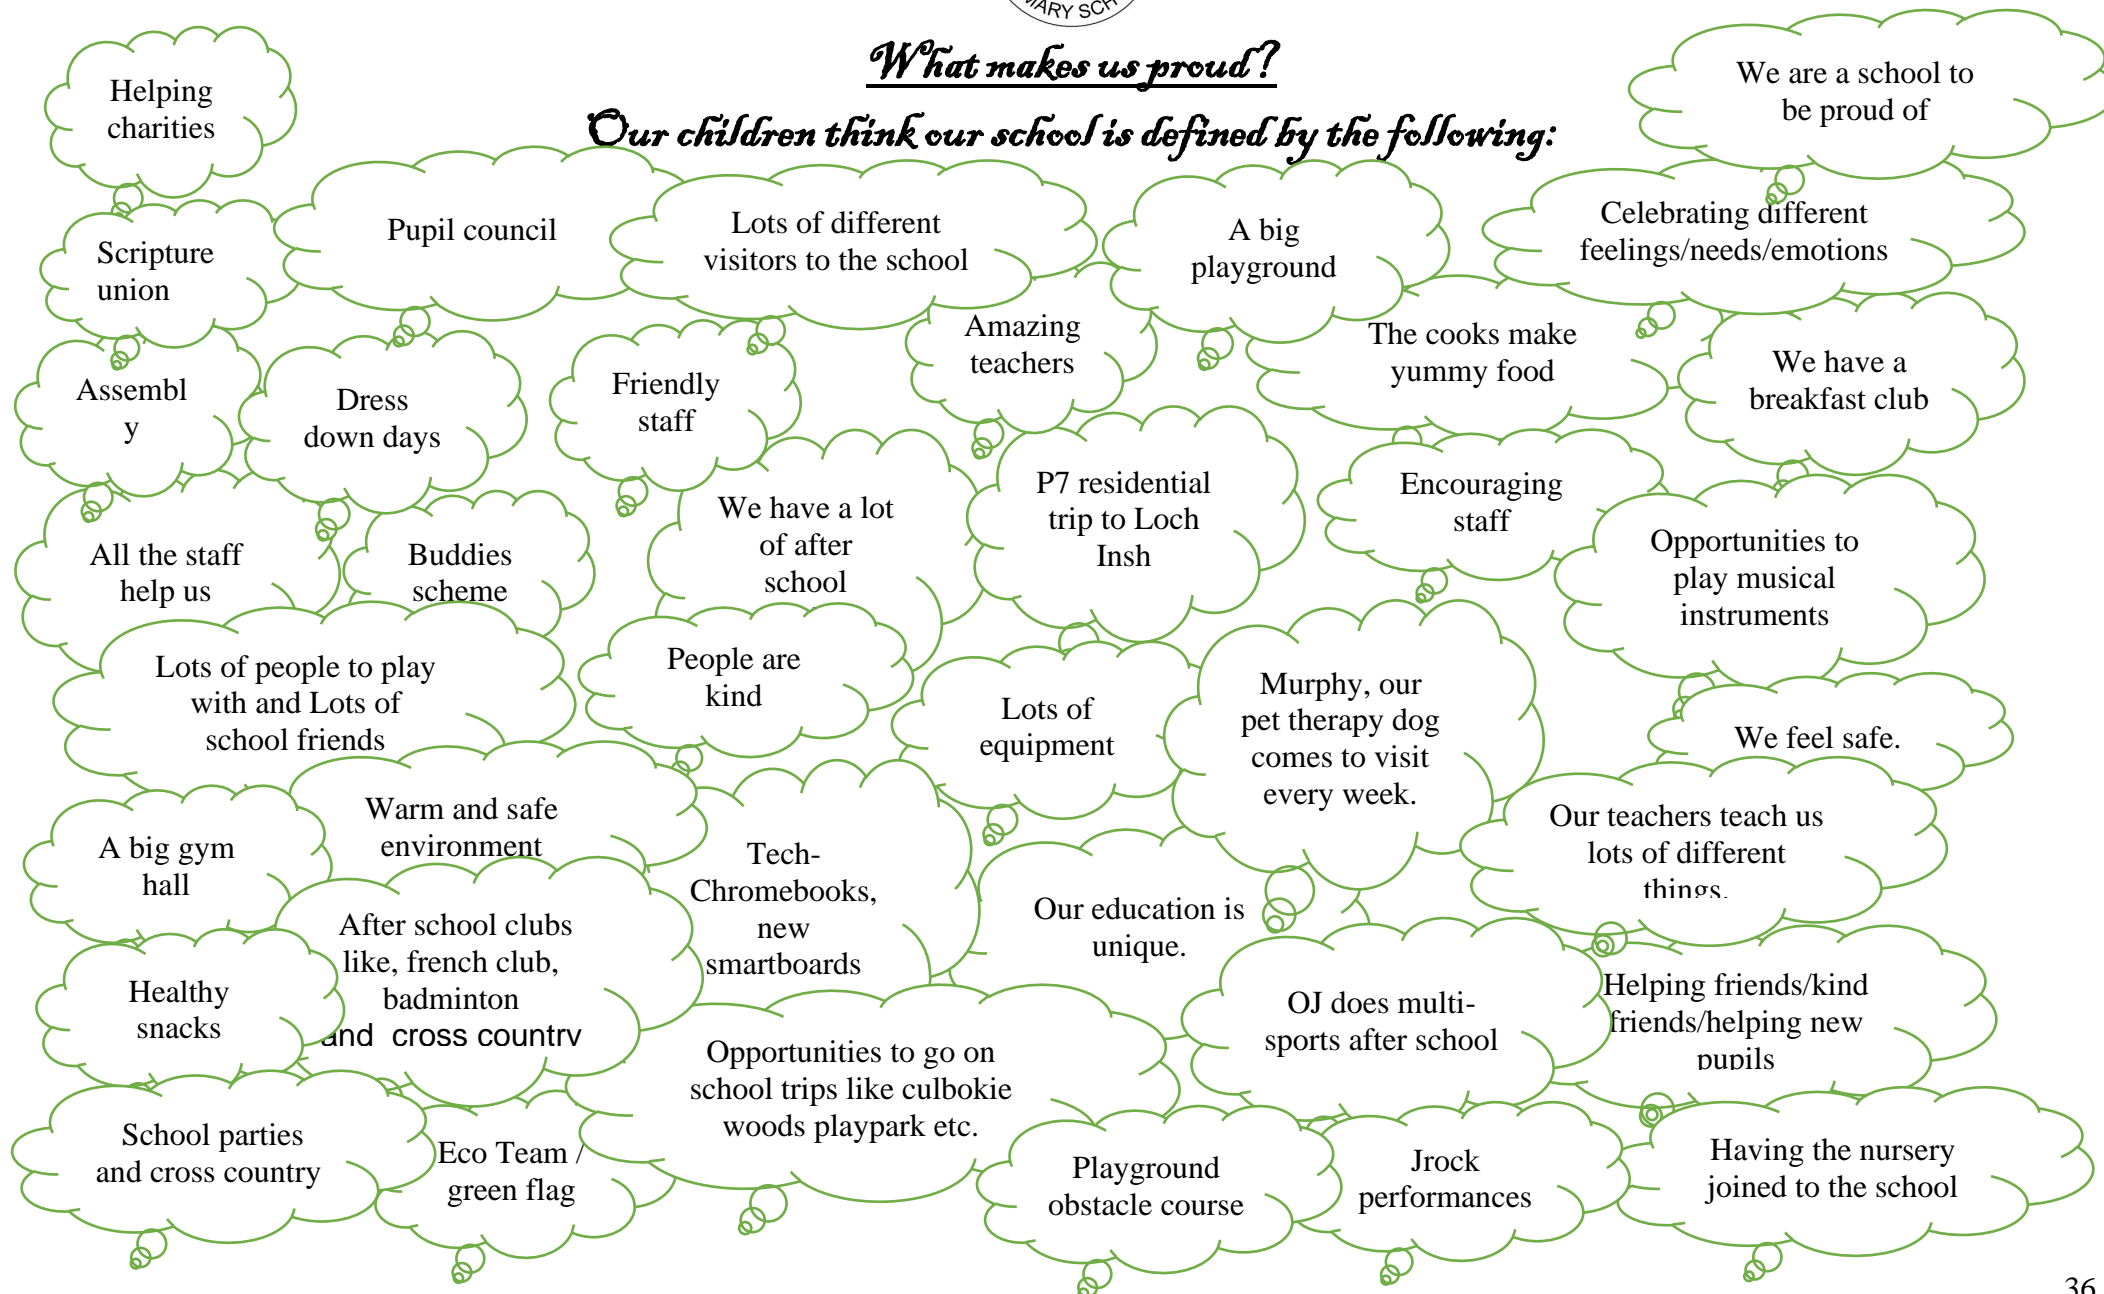 MARY SCH
What makes us proud?
Our children think our school is defined by the following:
Helping
charities
We are a school to
be proud of
Scripture
union
Pupil council
Lots of different
visitors to the school
A big
playground
Celebrating different
feelings/needs/emotions
Assembl
y
Dress
down days
Friendly
staff
Amazing
teachers
The cooks make
yummy food
We have a
breakfast club
All the staff
help us
Buddies
scheme
We have a lot
of after
school
P7 residential
trip to Loch
Insh
Encouraging
staff
Opportunities to
play musical
instruments
Lots of people to play
with and Lots of
school friends
People are
kind
Lots of
equipment
Murphy, our
pet therapy dog
comes to visit
every week.
We feel safe.
A big gym
hall
Warm and safe
environment
Tech-
Chromebooks,
new
smartboards
Our education is
unique.
Our teachers teach us
lots of different
things.
Healthy
snacks
After school clubs
like, french club,
badminton
and cross country
Opportunities to go on
school trips like culbokie
woods playpark etc.
OJ does multi-
sports after school
Helping friends/kind
friends/helping new
pupils
School parties
and cross country
Eco Team /
green flag
Playground
obstacle course
Jrock
performances
Having the nursery
joined to the school
36